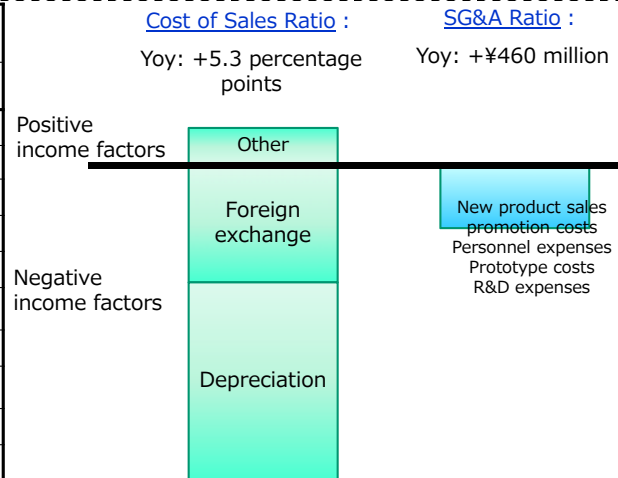 Cost of Sales Ratio :
Yoy: +5.3 percentage
points
SG&A Ratio :
Yoy: +¥460 million
Positive
income factors
Other
Foreign
exchange
New product sales
promotion costs
Personnel expenses
Prototype costs
R&D expenses
Negative
income factors
Depreciation